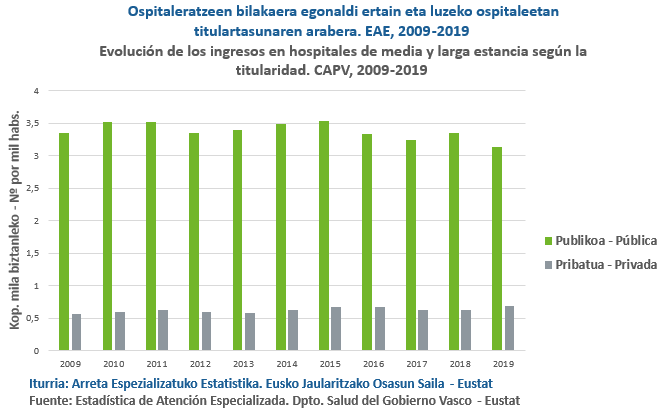 Ospitaleratzeen bilakaera egonaldi ertain eta luzeko ospitaleetan
titulartasunaren arabera. EAE, 2009-2019
Evolución de los ingresos en hospitales de media y larga estancia según la
titularidad. CAPV, 2009-2019
Kop. mila biztanleko - Nº por mil habs.
4
3,5
3
2,5
2
1,5
1
0,5
0
2009 2010 2011 2012 2013 2014 2015 2016 2017 2018 2019
Publikoa - Pública
Pribatua - Privada
Iturria: Arreta Espezializatuko Estatistika. Eusko Jaularitzako Osasun Saila - Eustat
Fuente: Estadística de Atención Especializada. Dpto. Salud del Gobierno Vasco - Eustat